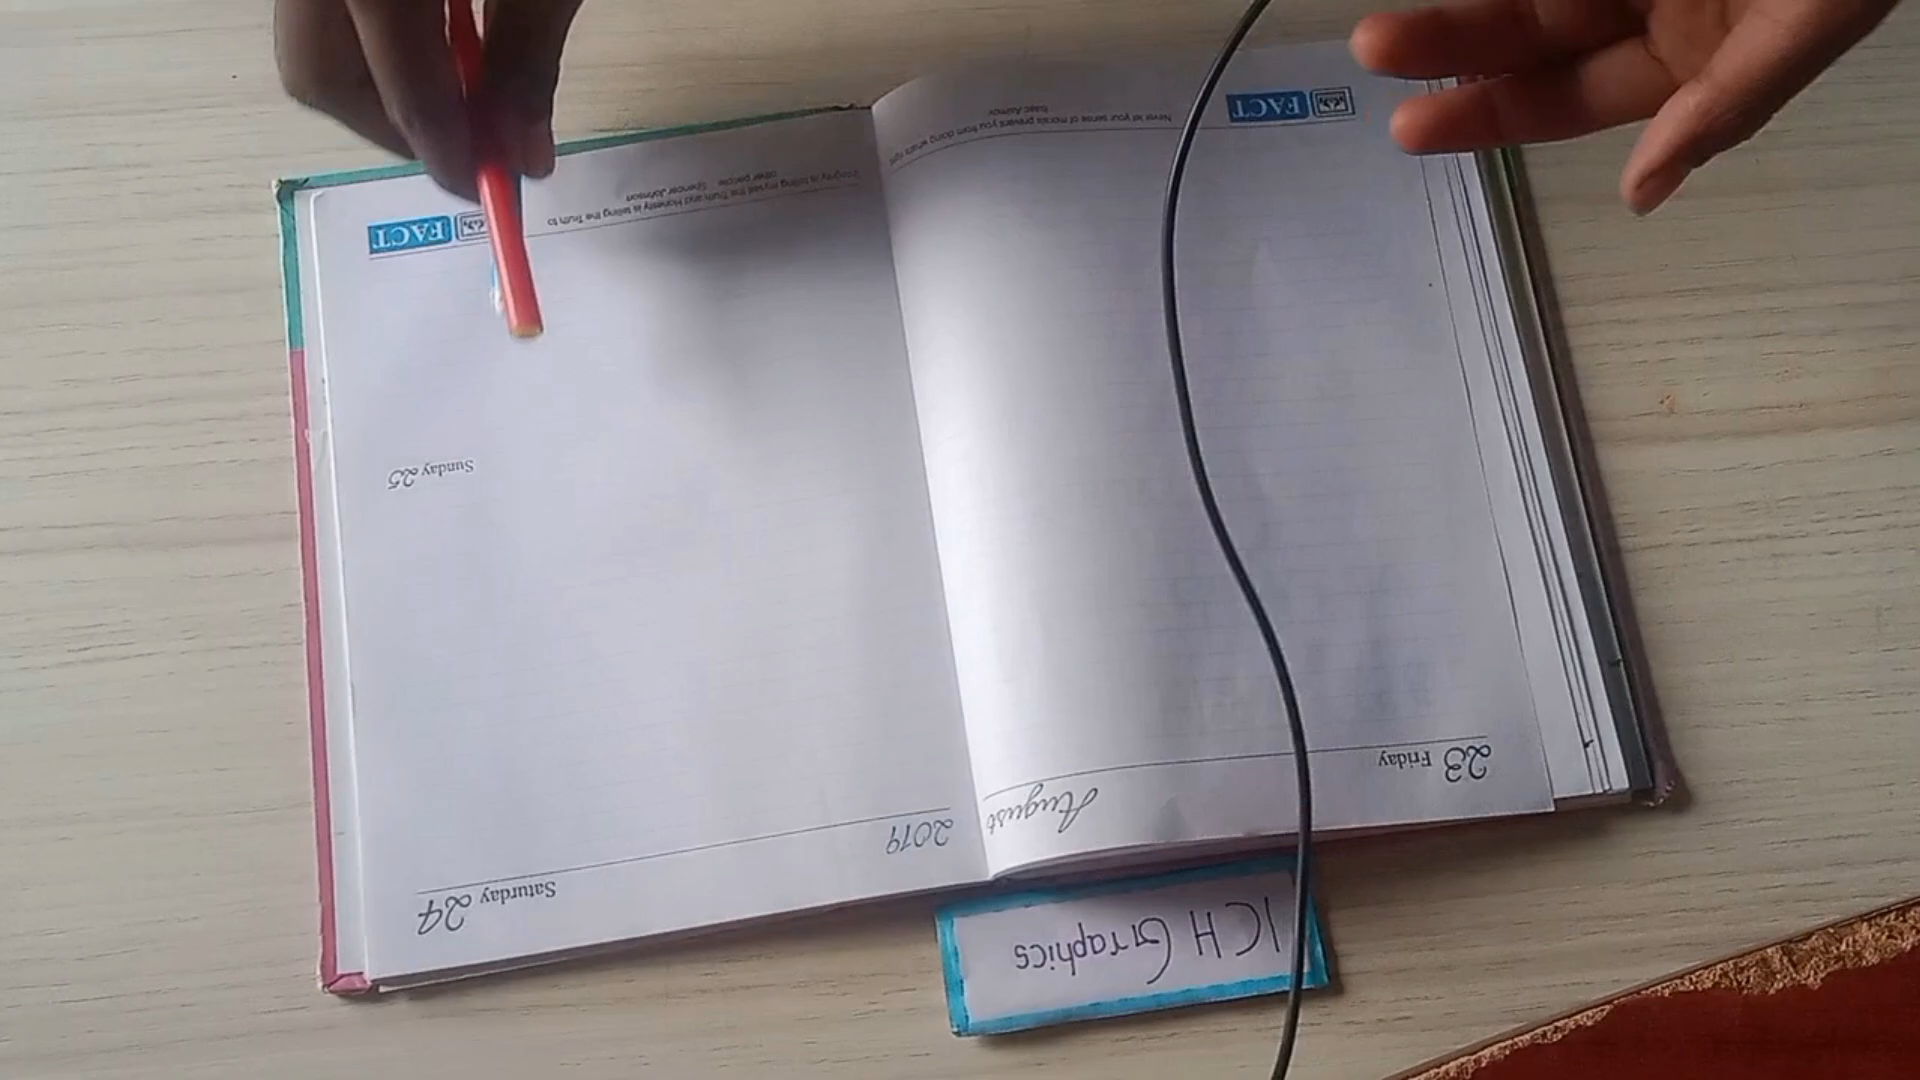 23 Friday
August
FACT
Never let your sense of morals prevent you from doing what's right
Isaac Asimov
2019
Saturday 24
Sunday 25
FACT
Integrity is telling myself the Truth and Honesty is telling the Truth to
other people Spencer Johnson
ICH Graphics